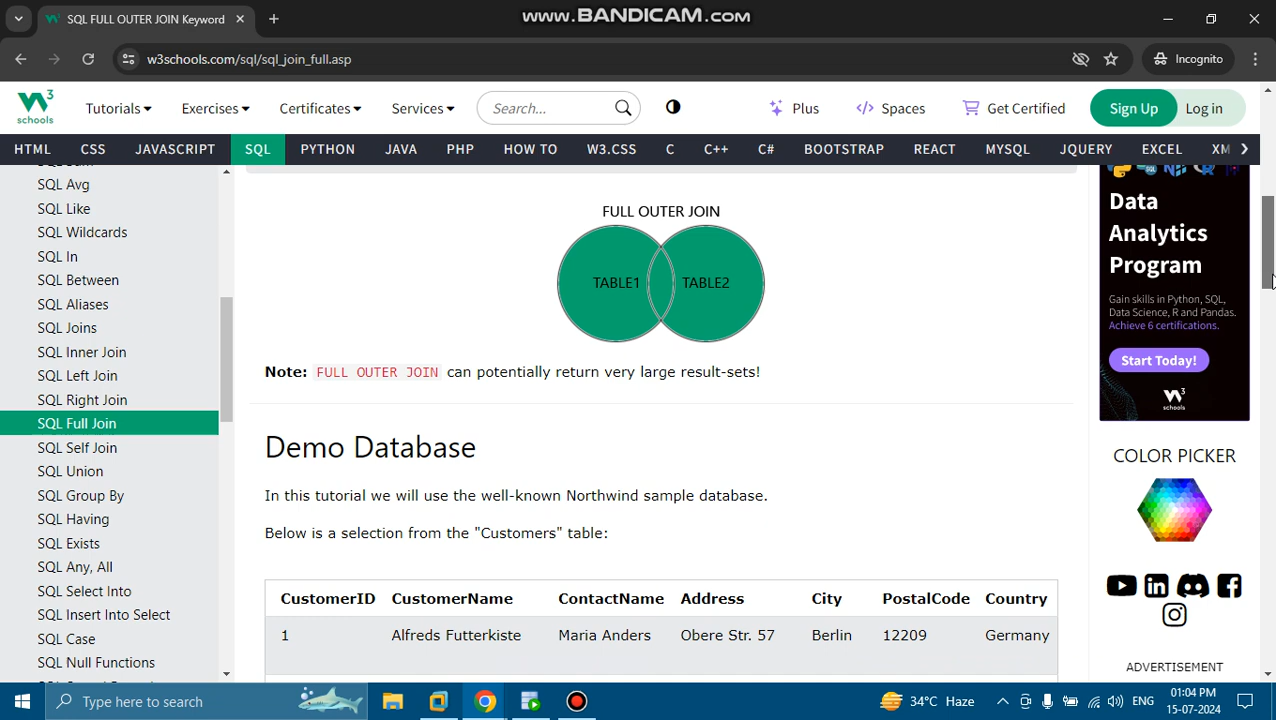 SQL FULL OUTER JOIN Keyword
www.BANDICAM.com
w3schools.com/sql/sql_join_full.asp
Incognito
3
schools
Tutorials
Exercises
Certificates
Services
Search...
Plus
Spaces
Get Certified
Sign Up
Log in
HTML CSS JAVASCRIPT SQL PYTHON JAVA PHP HOW TO W3.CSS C C++ C# BOOTSTRAP REACT MYSQL JQUERY EXCEL XM
SQL Avg
SQL Like
SQL Wildcards
SQL In
SQL Between
SQL Aliases
SQL Joins
SQL Inner Join
SQL Left Join
SQL Right Join
SQL Full Join
SQL Self Join
SQL Union
SQL Group By
SQL Having
SQL Exists
SQL Any, All
SQL Select Into
SQL Insert Into Select
SQL Case
SQL Null Functions
FULL OUTER JOIN
TABLE1 TABLE2
Note: FULL OUTER JOIN can potentially return very large result-sets!
Demo Database
In this tutorial we will use the well-known Northwind sample database.
Below is a selection from the "Customers" table:
CustomerID CustomerName ContactName Address City PostalCode Country
1 Alfreds Futterkiste Maria Anders Obere Str. 57 Berlin 12209 Germany
Data
Analytics
Program
Gain skills in Python, SQL,
Data Science, R and Pandas.
Achieve 6 certifications.
Start Today!
schools
COLOR PICKER
ADVERTISEMENT
Type here to search
34°C Haze
ENG
01:04 PM
15-07-2024